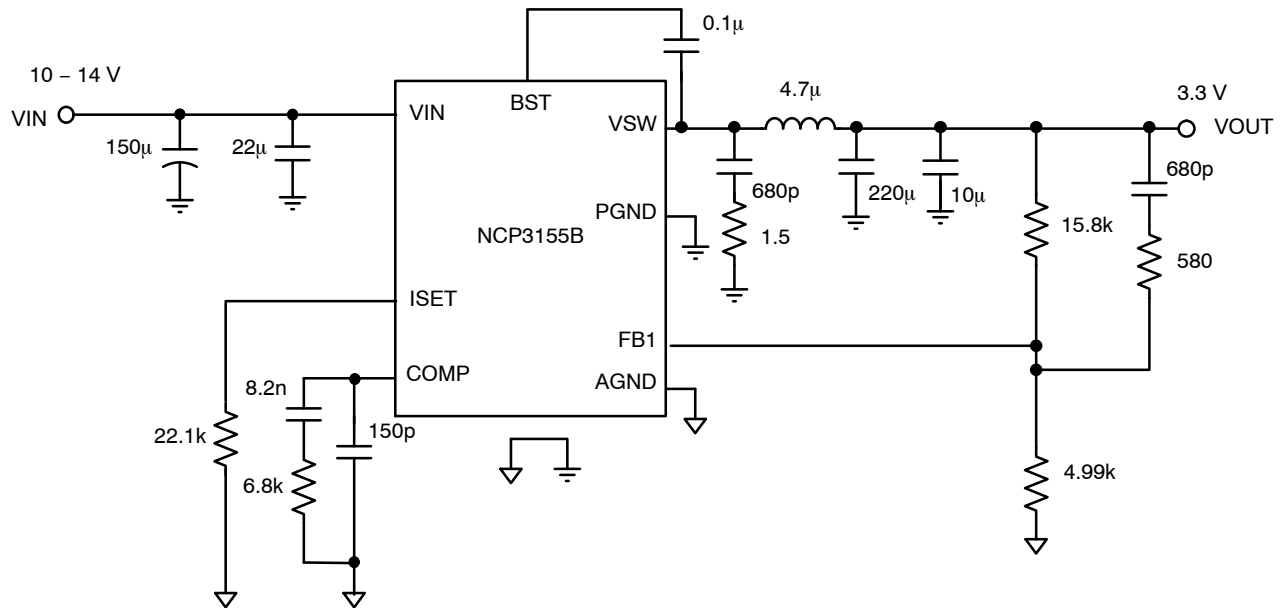 0.1μ
10 – 14 V
VIN
VIN
BST
VSW
4.7μ
3.3 V
VOUT
150μ
22μ
680p
1.5
220μ
10μ
680p
15.8k
580
PGND
NCP3155B
ISET
FB1
COMP
AGND
8.2n
150p
22.1k
6.8k
4.99k